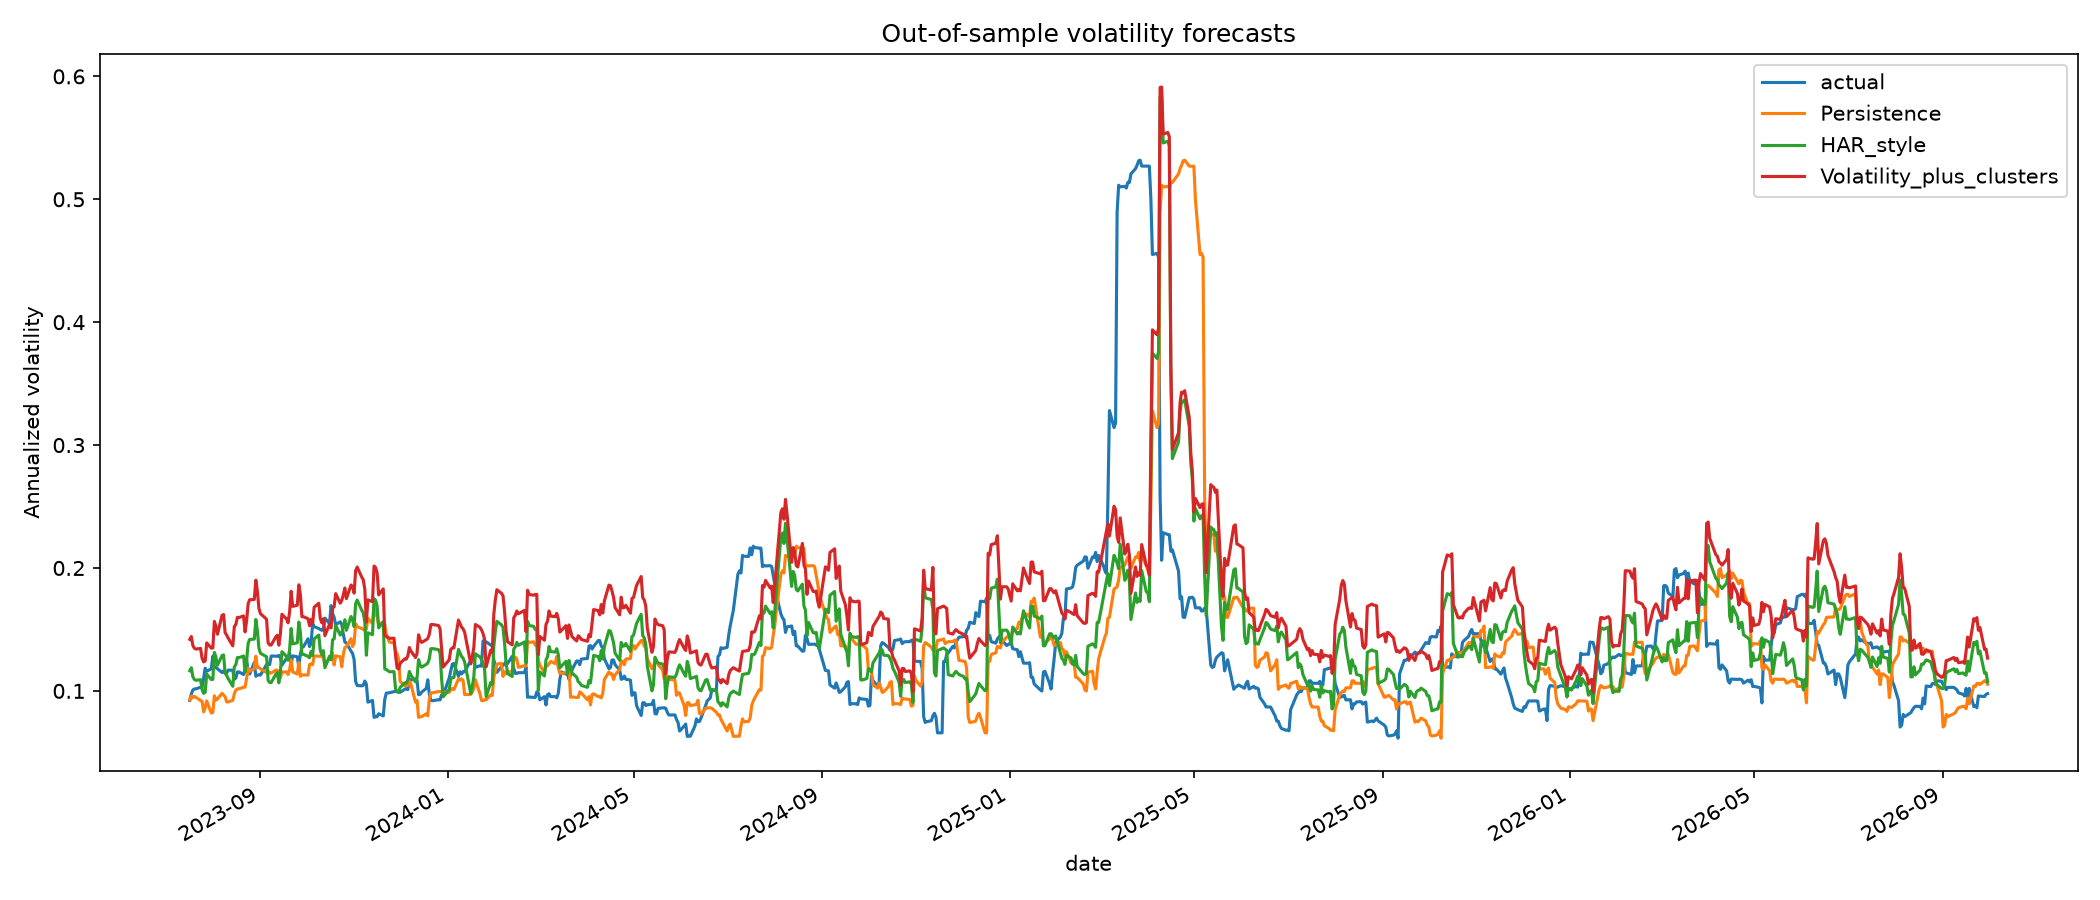 Out-of-sample volatility forecasts
actual
Persistence
HAR_style
Volatility_plus_clusters
Annualized volatility
0.6
0.5
0.4
0.3
0.2
0.1
2023-09
2024-01
2024-05
2024-09
2025-01
2025-05
2025-09
2026-01
2026-05
2026-09
date